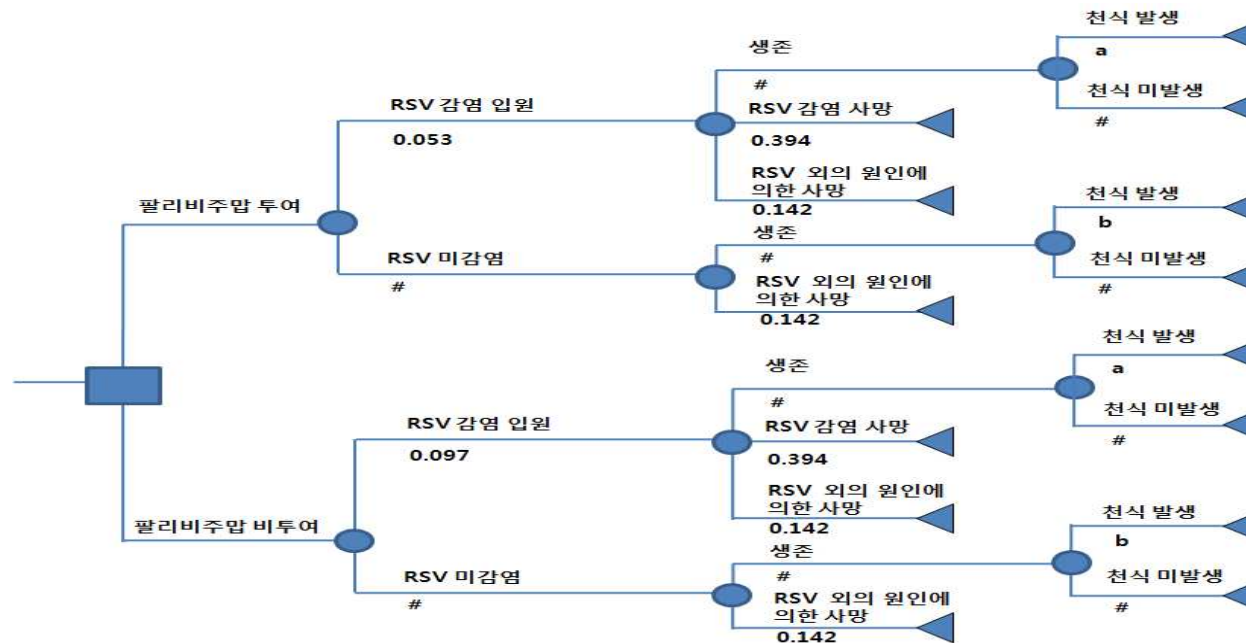 천식 발생
a
천식 미발생
#
생존
#
RSV 감염 사망
0.394
RSV 외의 원인에
의한 사망
0.142
RSV 감염 입원
0.053
팔리비주맙 투여
RSV 미감염
#
생존
#
RSV 외의 원인에
의한 사망
0.142
천식 발생
b
천식 미발생
#
천식 발생
a
천식 미발생
#
생존
#
RSV 감염 사망
0.394
RSV 외의 원인에
의한 사망
0.142
RSV 감염 입원
0.097
팔리비주맙 비투여
RSV 미감염
#
생존
#
RSV 외의 원인에
의한 사망
0.142
천식 발생
b
천식 미발생
#